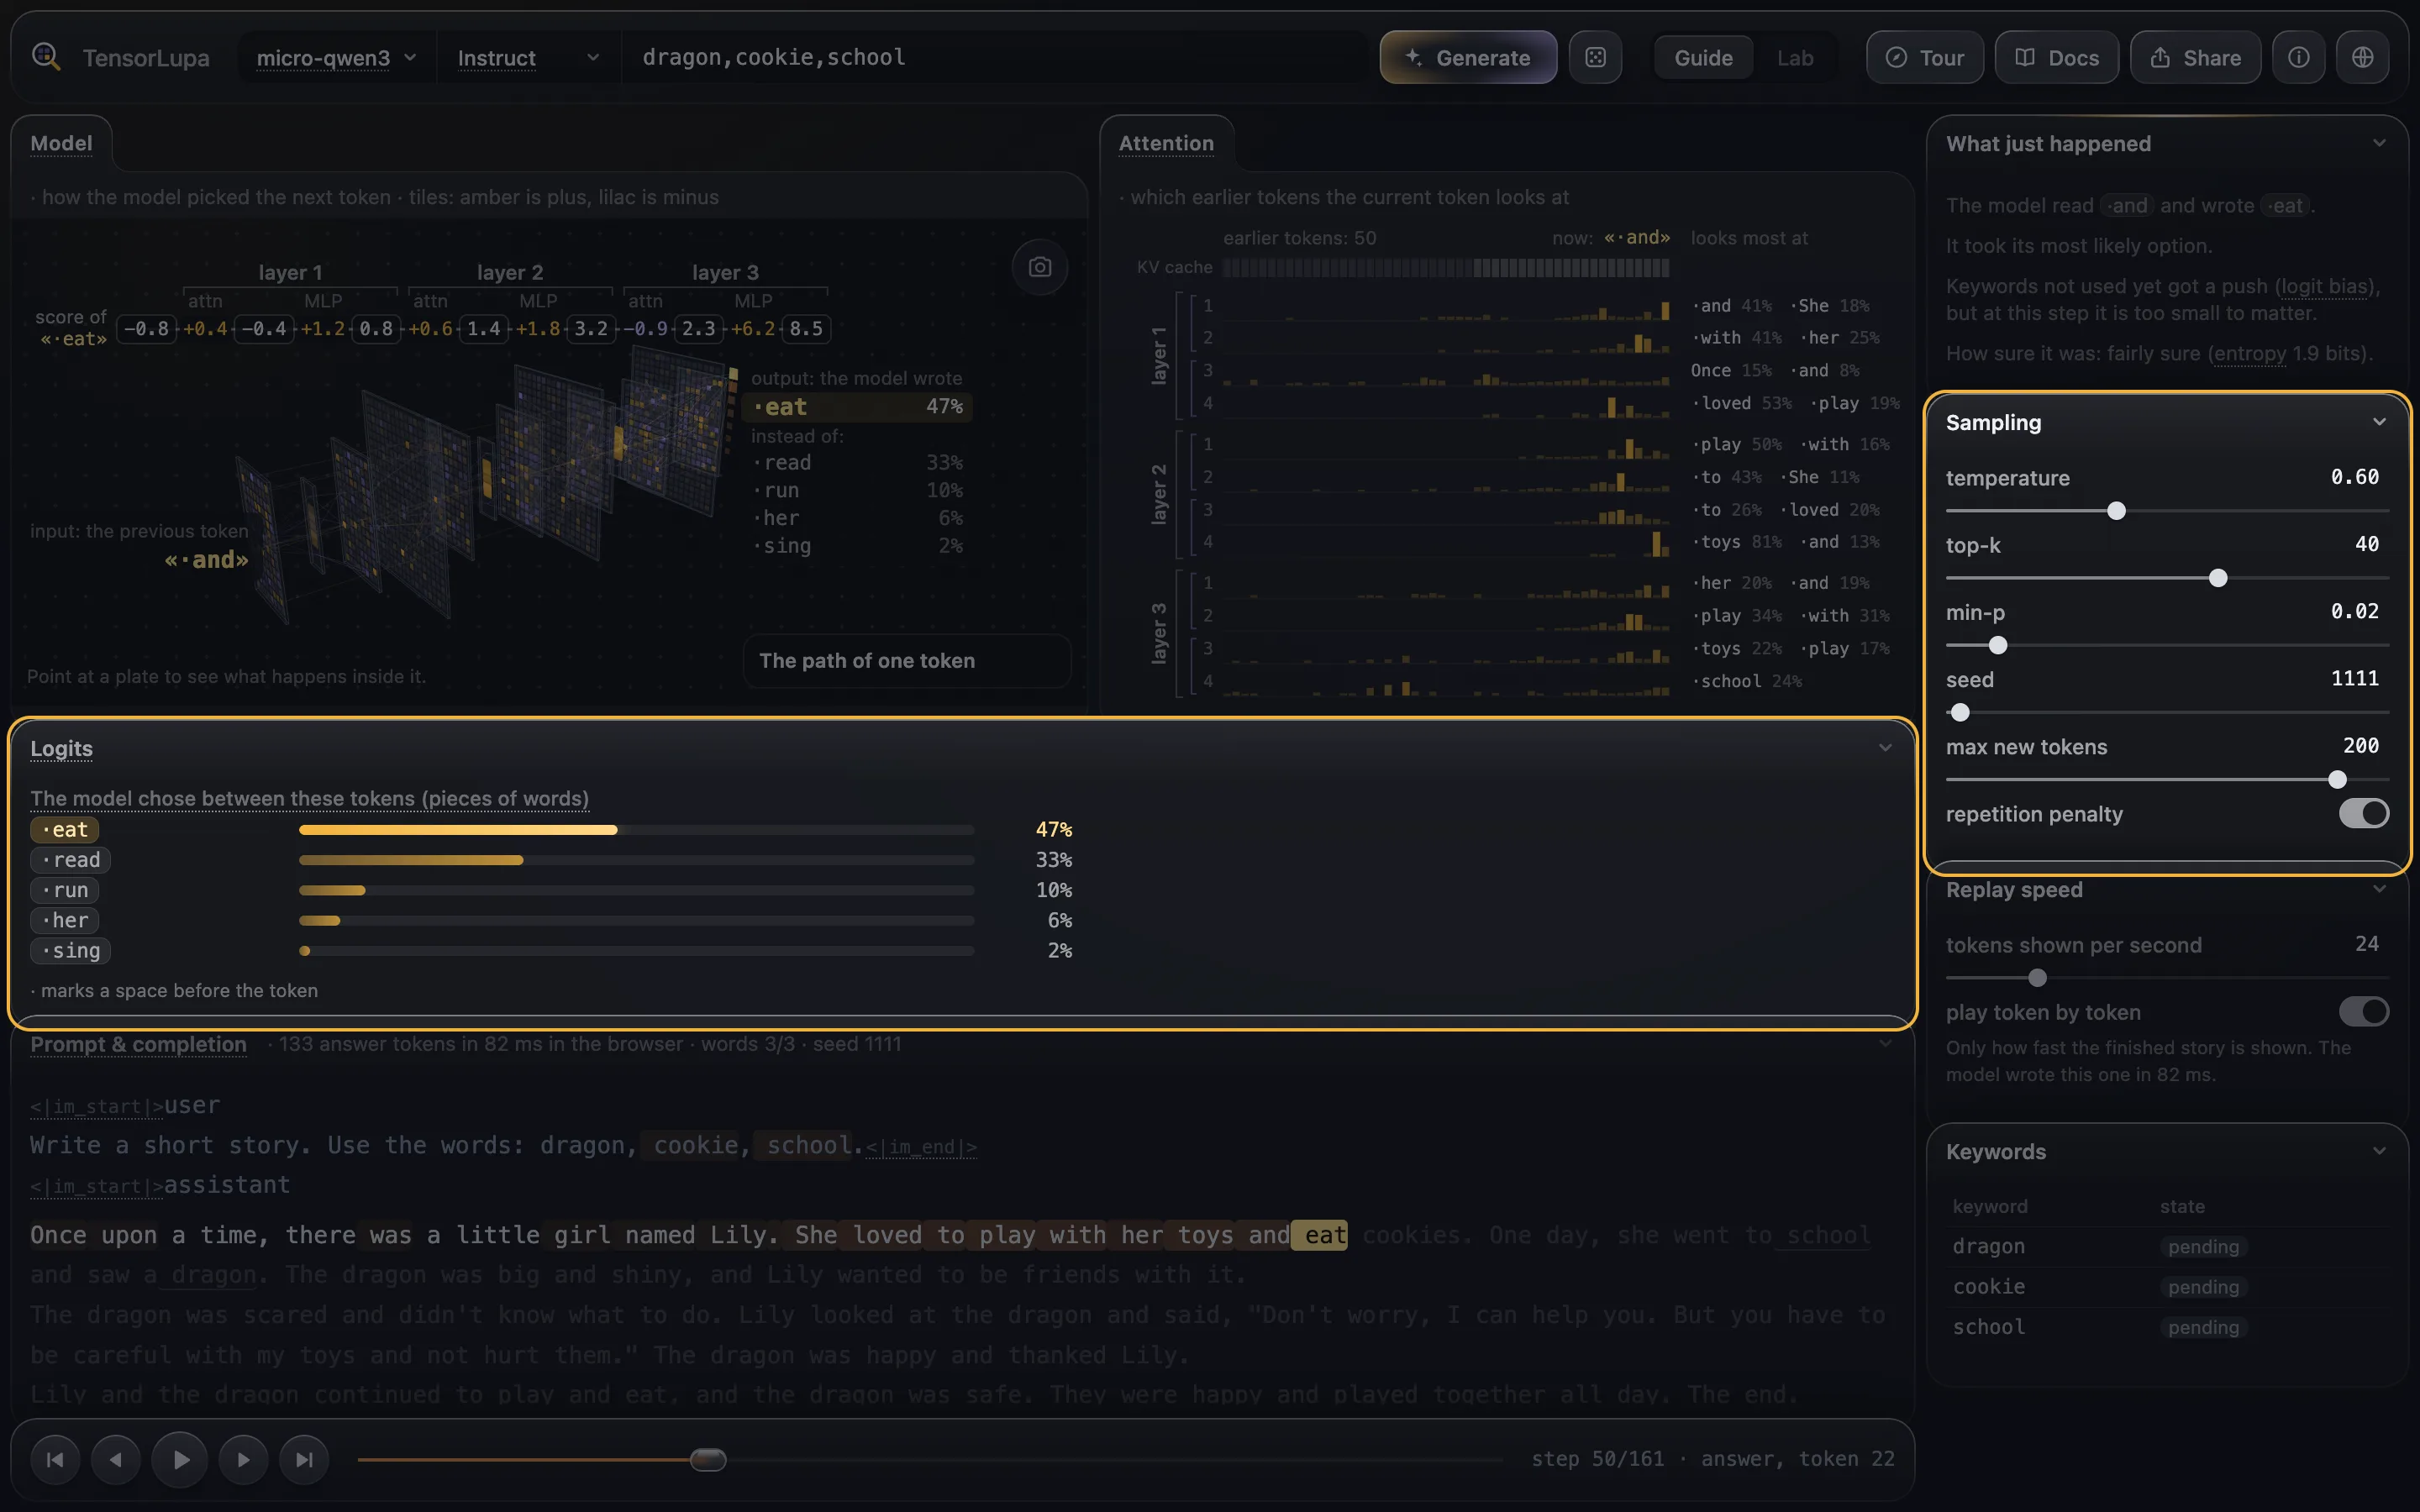 TensorLupa micro-qwen3 Instruct dragon,cookie,school Generate Guide Lab Tour Docs Share
Model
· how the model picked the next token · tiles: amber is plus, lilac is minus
layer 1 layer 2 layer 3
attn MLP attn MLP attn MLP
score of «·eat» −0.8 +0.4 −0.4 +1.2 0.8 +0.6 1.4 +1.8 3.2 −0.9 2.3 +6.2 8.5
output: the model wrote
·eat 47%
instead of:
·read 33%
·run 10%
·her 6%
·sing 2%
input: the previous token
«·and»
The path of one token
Point at a plate to see what happens inside it.
Attention
· which earlier tokens the current token looks at
earlier tokens: 50 now: «·and» looks most at
KV cache
layer 1
1 ·and 41% ·She 18%
2 ·with 41% ·her 25%
3 Once 15% ·and 8%
4 ·loved 53% ·play 19%
layer 2
1 ·play 50% ·with 16%
2 ·to 43% ·She 11%
3 ·to 26% ·loved 20%
4 ·toys 81% ·and 13%
layer 3
1 ·her 20% ·and 19%
2 ·play 34% ·with 31%
3 ·toys 22% ·play 17%
4 ·school 24%
What just happened
The model read ·and and wrote ·eat.
It took its most likely option.
Keywords not used yet got a push (logit bias),
but at this step it is too small to matter.
How sure it was: fairly sure (entropy 1.9 bits).
Sampling
temperature 0.60
top-k 40
min-p 0.02
seed 1111
max new tokens 200
repetition penalty
Logits
The model chose between these tokens (pieces of words)
·eat 47%
·read 33%
·run 10%
·her 6%
·sing 2%
· marks a space before the token
Replay speed
tokens shown per second 24
play token by token
Only how fast the finished story is shown. The
model wrote this one in 82 ms.
Prompt & completion · 133 answer tokens in 82 ms in the browser · words 3/3 · seed 1111
<|im_start|>user
Write a short story. Use the words: dragon, cookie, school.<|im_end|>
<|im_start|>assistant
Once upon a time, there was a little girl named Lily. She loved to play with her toys and eat cookies. One day, she went to school
and saw a dragon. The dragon was big and shiny, and Lily wanted to be friends with it.
The dragon was scared and didn't know what to do. Lily looked at the dragon and said, "Don't worry, I can help you. But you have to
be careful with my toys and not hurt them." The dragon was happy and thanked Lily.
Lily and the dragon continued to play and eat, and the dragon was safe. They were happy and played together all day. The end.
Keywords
keyword state
dragon pending
cookie pending
school pending
step 50/161 · answer, token 22